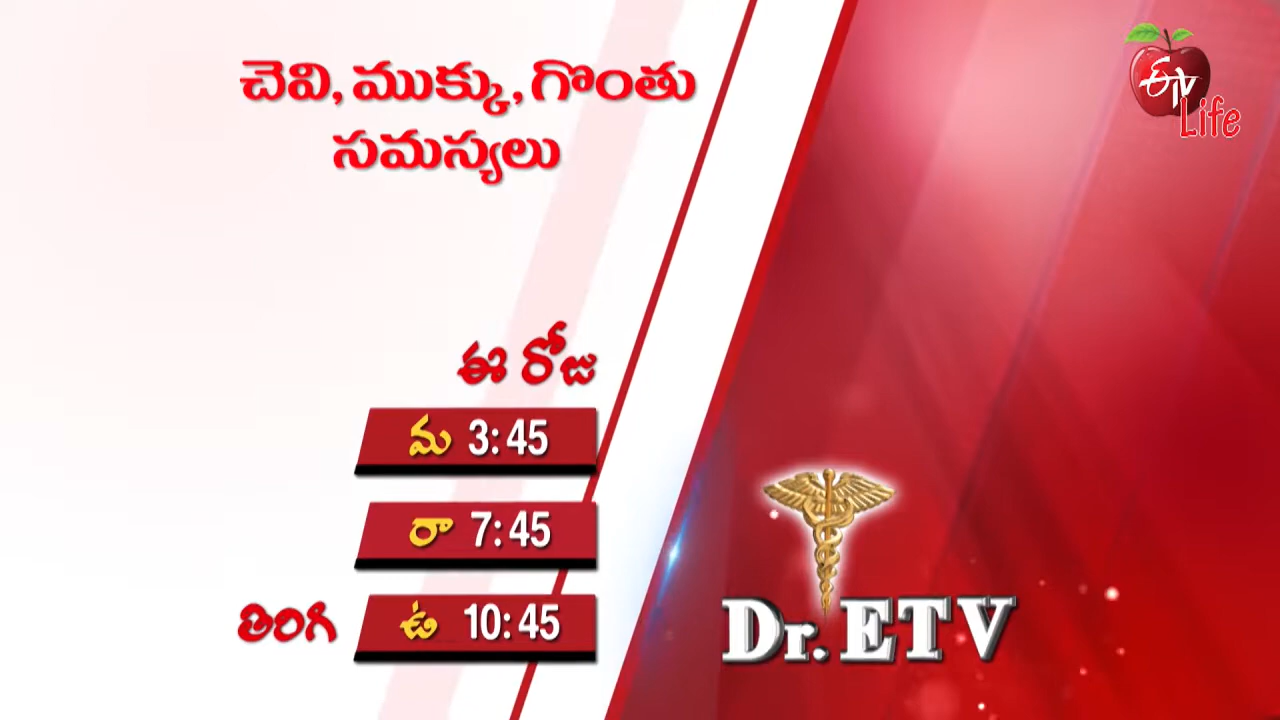 చెవి, ముక్కు, గొంతు
సమస్యలు
ETV
Life
ఈ రోజు
మ 3:45
రా 7:45
తిరిగి ఉ 10:45
Dr. ETV